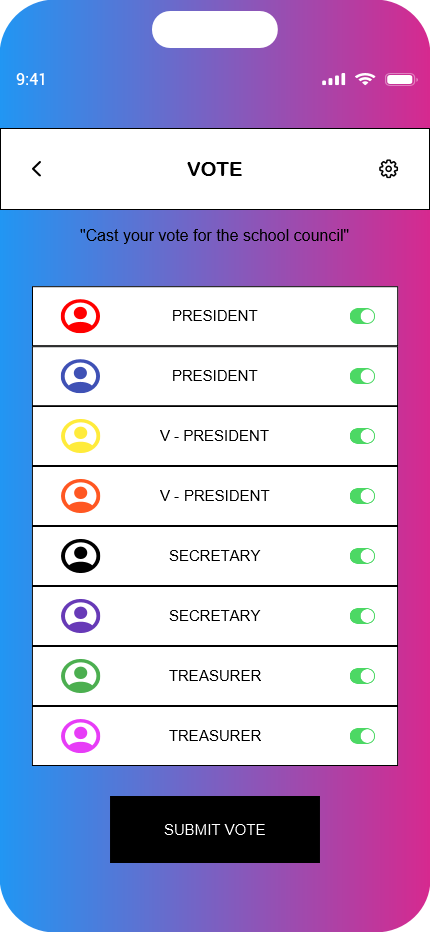 9:41
VOTE
"Cast your vote for the school council"
PRESIDENT
PRESIDENT
V - PRESIDENT
V - PRESIDENT
SECRETARY
SECRETARY
TREASURER
TREASURER
SUBMIT VOTE